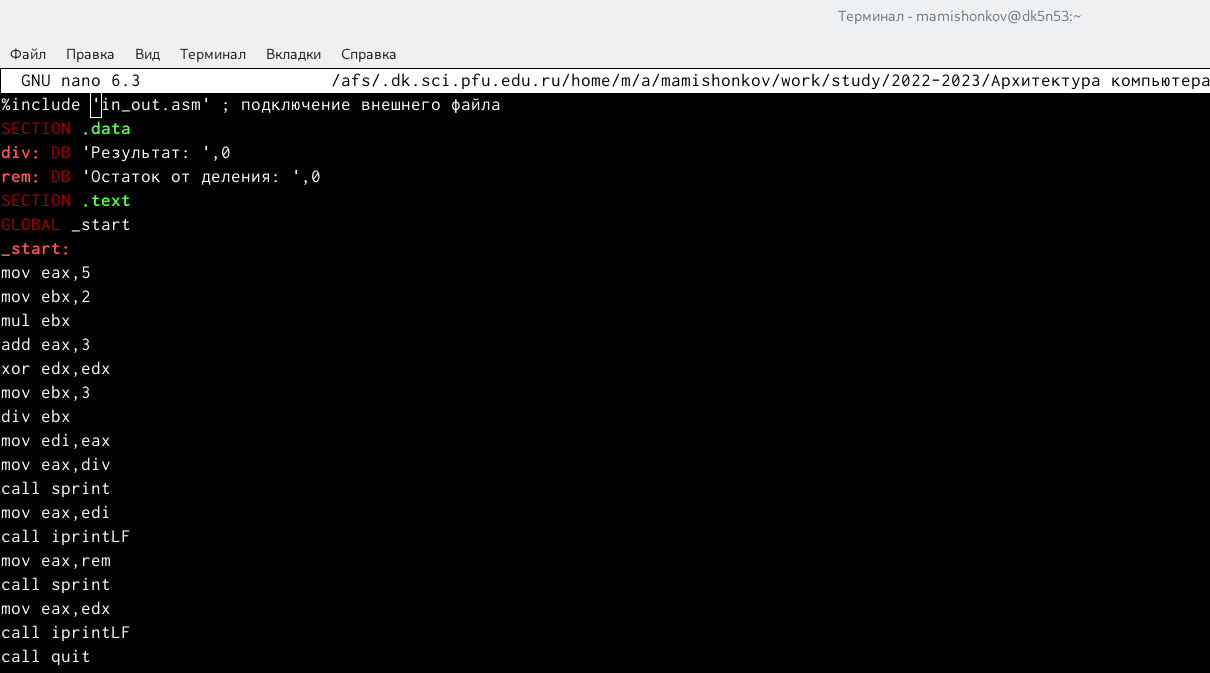 Терминал - mamishonkov@dk5n53:~
Файл Правка Вид Терминал Вкладки Справка
GNU nano 6.3 /afs/.dk.sci.pfu.edu.ru/home/m/a/mamishonkov/work/study/2022-2023/Архитектура компьютера
%include 'in_out.asm' ; подключение внешнего файла
SECTION .data
div: DB 'Результат: ',0
rem: DB 'Остаток от деления: ',0
SECTION .text
GLOBAL _start
_start:
mov eax,5
mov ebx,2
mul ebx
add eax,3
xor edx,edx
mov ebx,3
div ebx
mov edi,eax
mov eax,div
call sprint
mov eax,edi
call iprintLF
mov eax,rem
call sprint
mov eax,edx
call iprintLF
call quit